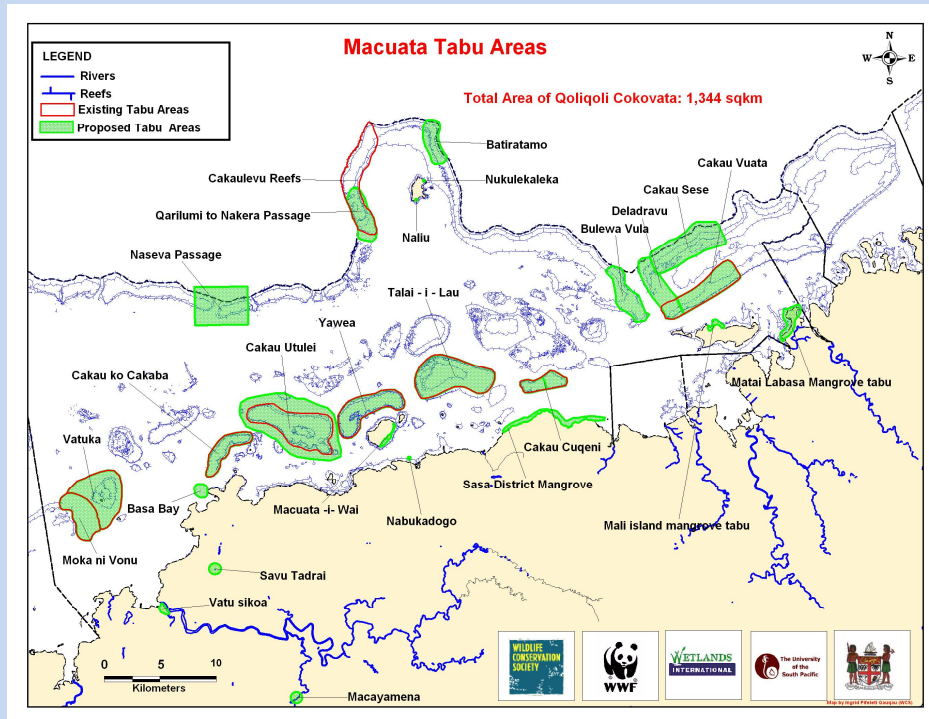 Macuata Tabu Areas
N
W
E
S
LEGEND
Rivers
Reefs
Existing Tabu Areas
Proposed Tabu Areas
Total Area of Qoliqoli Cokovata: 1,344 sqkm
Batiratamo
Cakau Vuata
Cakaulevu Reefs
Nukulekaleka
Cakau Sese
Qarilumi to Nakera Passage
Deladravu
Bulewa Vula
Naliu
Naseva Passage
Talai - i - Lau
Yawea
Cakau Utulei
Cakau ko Cakaba
Matai Labasa Mangrove tabu
Vatuka
Cakau Cuqeni
Sasa District Mangrove
Basa Bay
Macuata -i- Wai
Nabukadogo
Mali island mangrove tabu
Moka ni Vonu
Savu Tadrai
Vatu sikoa
0 5 10
Kilometers
Macayamena
WILDLIFE
CONSERVATION
SOCIETY
WWF
WETLANDS
INTERNATIONAL
The University
of the
South Pacific